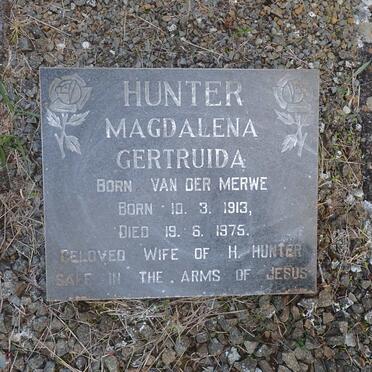 HUNTER
MAGDALENA
GERTRUIDA
BORN VAN DER MERWE
BORN 10. 3. 1913,
DIED 19. 6. 1975.
BELOVED WIFE OF H. HUNTER
SAFE IN THE ARMS OF JESUS